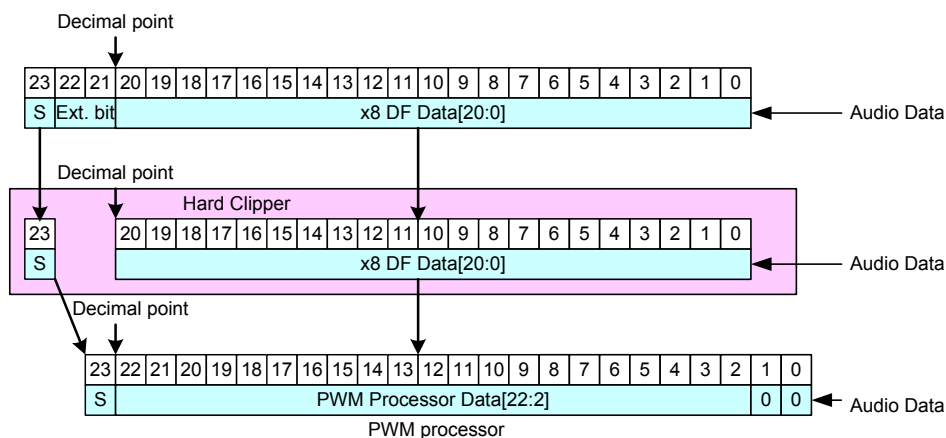 Decimal point
23 22 21 20 19 18 17 16 15 14 13 12 11 10 9 8 7 6 5 4 3 2 1 0
S Ext. bit x8 DF Data[20:0] Audio Data
Decimal point
Hard Clipper
23 20 19 18 17 16 15 14 13 12 11 10 9 8 7 6 5 4 3 2 1 0
S x8 DF Data[20:0] Audio Data
Decimal point
23 22 21 20 19 18 17 16 15 14 13 12 11 10 9 8 7 6 5 4 3 2 1 0
S PWM Processor Data[22:2] 0 0 Audio Data
PWM processor